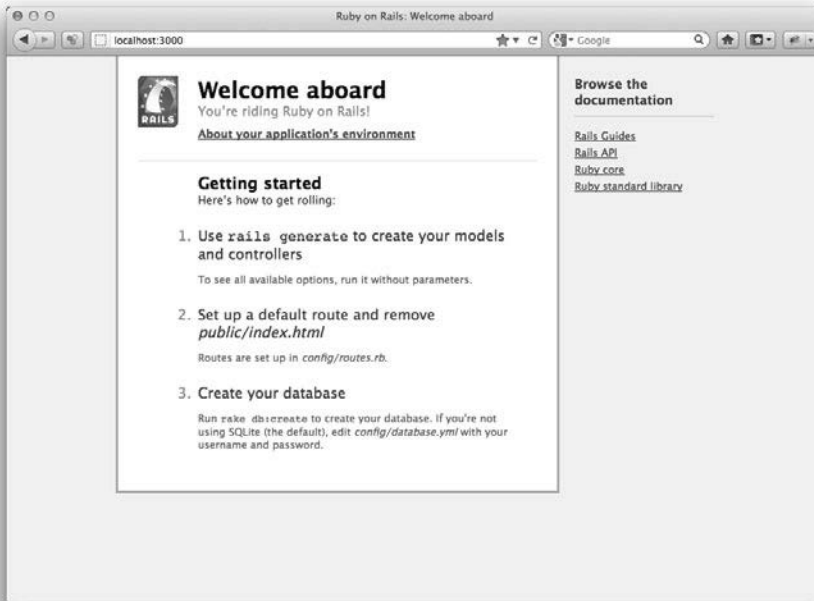 Ruby on Rails: Welcome aboard
localhost:3000
Google
RAILS
Welcome aboard
You're riding Ruby on Rails!
About your application's environment
Getting started
Here's how to get rolling:
1. Use rails generate to create your models
and controllers
To see all available options, run it without parameters.
2. Set up a default route and remove
public/index.html
Routes are set up in config/routes.rb.
3. Create your database
Run rake db:create to create your database. If you're not
using SQLite (the default), edit config/database.yml with your
username and password.
Browse the
documentation
Rails Guides
Rails API
Ruby core
Ruby standard library